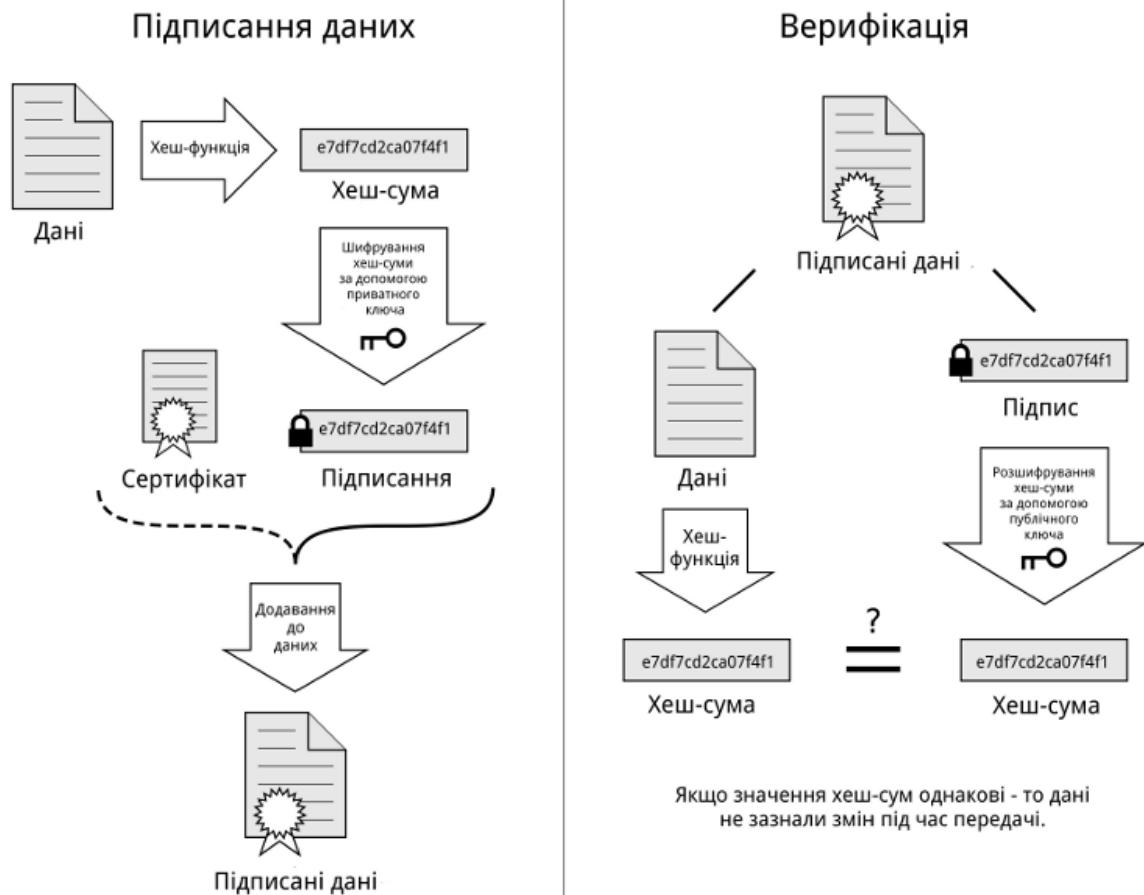 Підписання даних
Дані
Хеш-функція
e7df7cd2ca07f4f1
Хеш-сума
Шифрування
хеш-суми
за допомогою
приватного
ключа
Сертифікат
e7df7cd2ca07f4f1
Підписання
Додавання
до
даних
Підписані дані
Верифікація
Підписані дані
Дані
Хеш-
функція
e7df7cd2ca07f4f1
Хеш-сума
e7df7cd2ca07f4f1
Підпис
Розшифрування
хеш-суми
за допомогою
публічного
ключа
?
=
e7df7cd2ca07f4f1
Хеш-сума
Якщо значення хеш-сум однакові - то дані
не зазнали змін під час передачі.